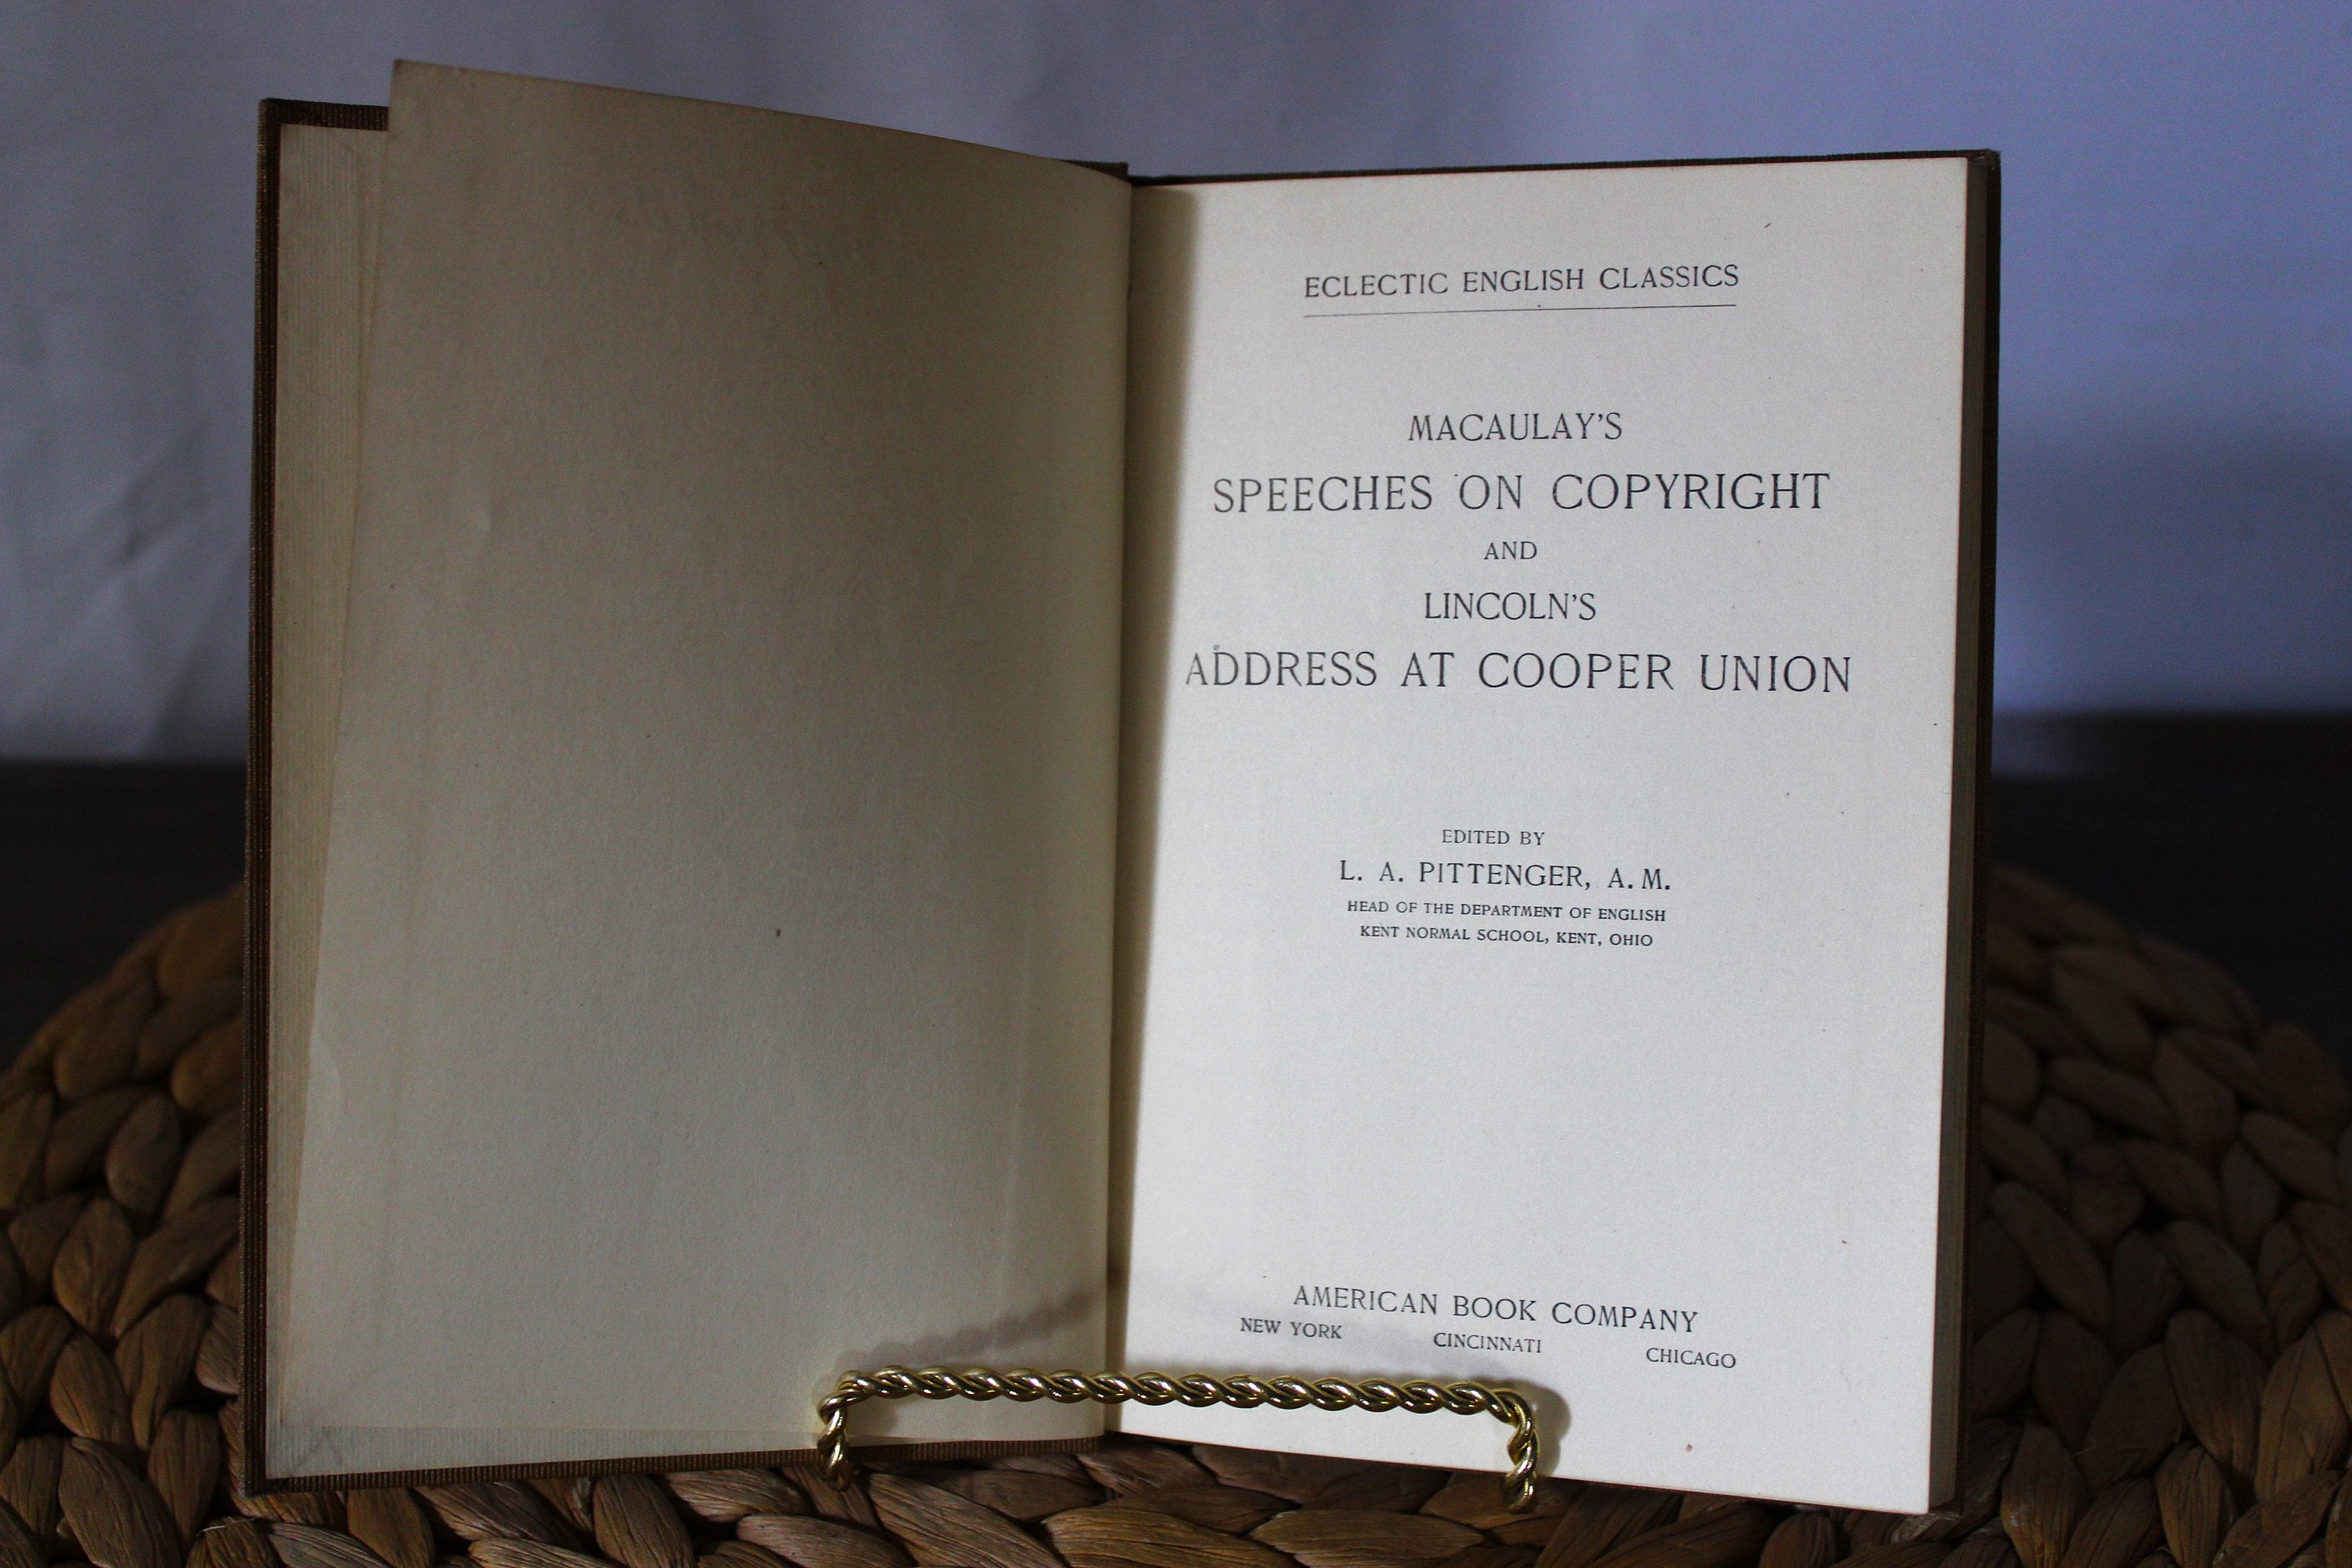 ECLECTIC ENGLISH CLASSICS
MACAULAY'S
SPEECHES ON COPYRIGHT
AND
LINCOLN'S
ADDRESS AT COOPER UNION
EDITED BY
L. A. PITTENGER, A. M.
HEAD OF THE DEPARTMENT OF ENGLISH
KENT NORMAL SCHOOL, KENT, OHIO
AMERICAN BOOK COMPANY
NEW YORK CINCINNATI CHICAGO